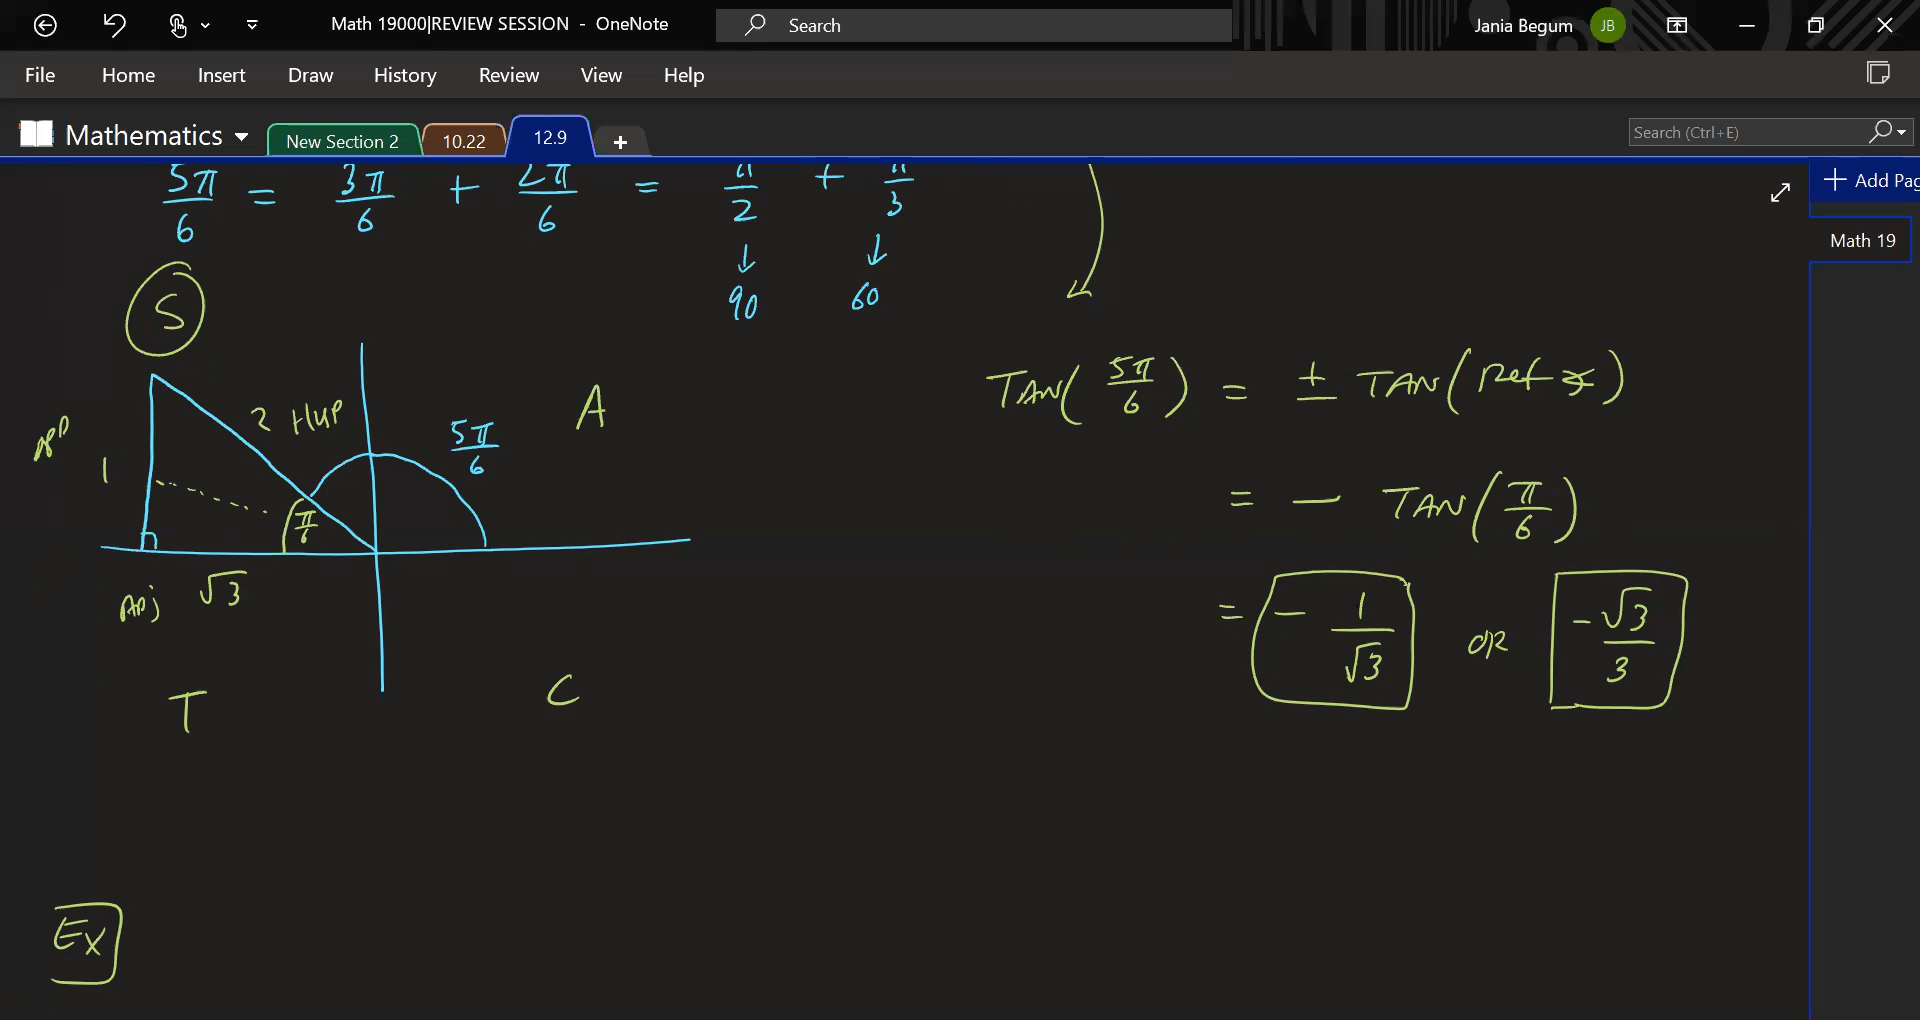 Math 19000|REVIEW SESSION - OneNote
Search
Jania Begum
JB
File Home Insert Draw History Review View Help
Mathematics
New Section 2
10.22
12.9
+
Search (Ctrl+E)
Add Pag
Math 19
5π/6 = 3π/6 + 2π/6 = π/2 + π/3
↓ ↓
90 60
S
A
2 HYP
5π/6
OPP
1
π/6
Adj √3
T
C
TAN(5π/6) = ± TAN(Ref ∢)
= − TAN(π/6)
= − 1/√3 OR −√3/3
Ex